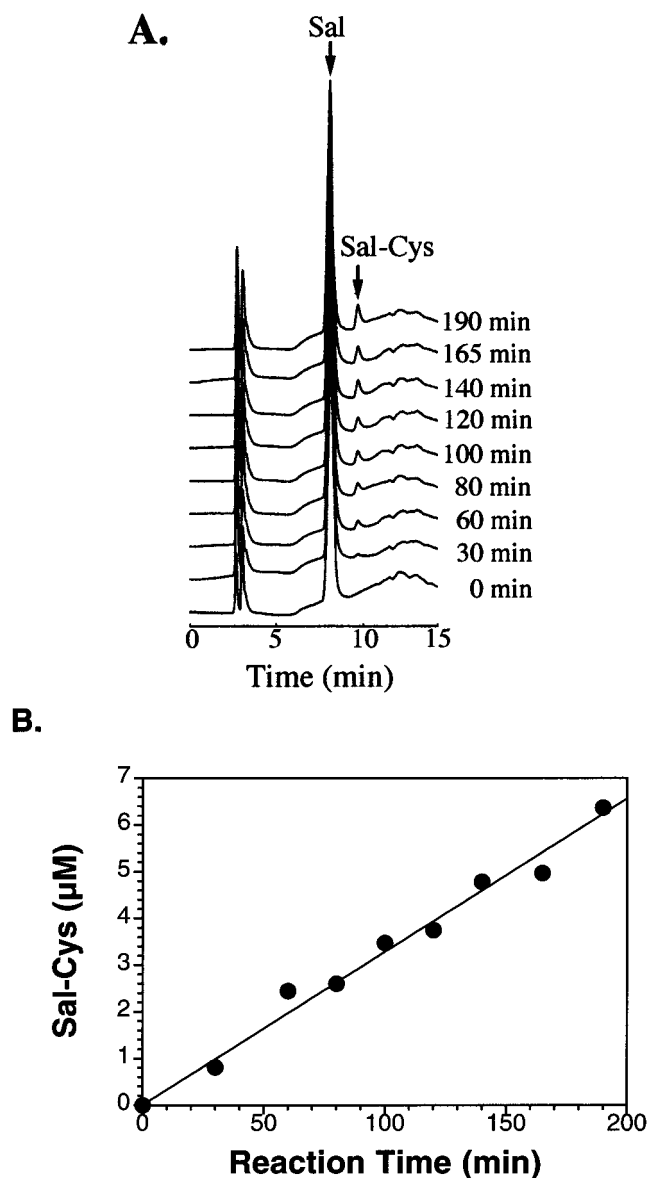 A.
Sal
Sal-Cys
190 min
165 min
140 min
120 min
100 min
80 min
60 min
30 min
0 min
0 5 10 15
Time (min)
B.
7
6
5
4
3
2
1
0
0 50 100 150 200
Sal-Cys (µM)
Reaction Time (min)